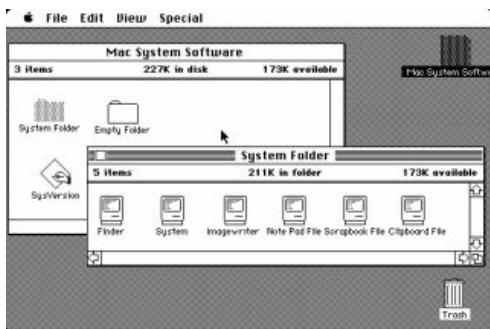 File Edit View Special
Mac System Software
3 items 227K in disk 173K available
System Folder Empty Folder
SysVersion
Mac System Softwa
System Folder
5 items 211K in folder 173K available
Finder System Imagewriter Note Pad File Scrapbook File Clipboard File
Trash